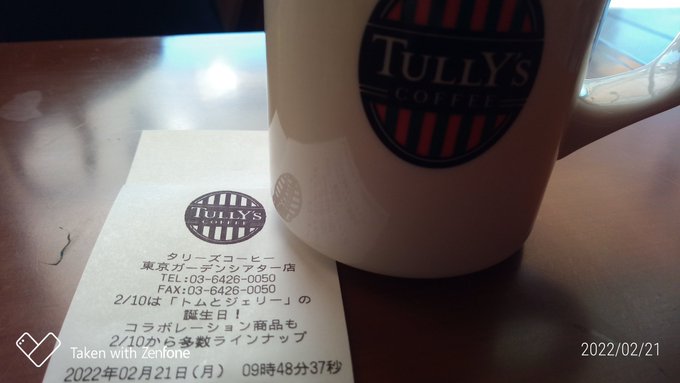 TULLY'S
COFFEE
TULLY'S
COFFEE
タリーズコーヒー
東京ガーデンシアター店
TEL:03-6426-0050
FAX:03-6426-0050
2/10は「トムとジェリー」の
誕生日！
コラボレーション商品も
2/10から多数ラインナップ
2022年02月21日(月) 09時48分37秒
Taken with Zenfone
2022/02/21